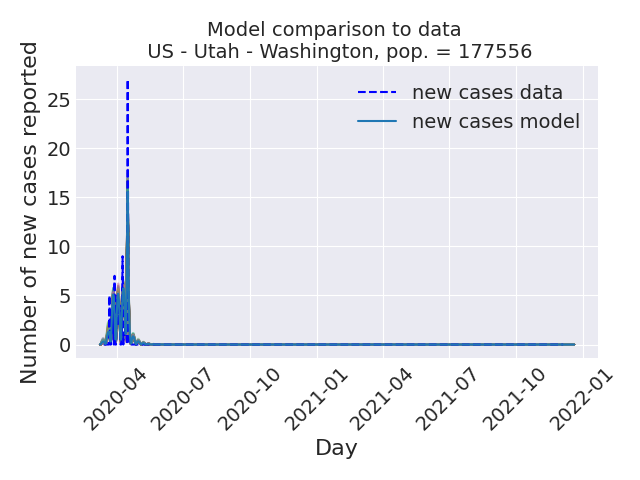 Model comparison to data
US - Utah - Washington, pop. = 177556
Number of new cases reported
25
20
15
10
5
0
new cases data
new cases model
2020-04
2020-07
2020-10
2021-01
2021-04
2021-07
2021-10
2022-01
Day